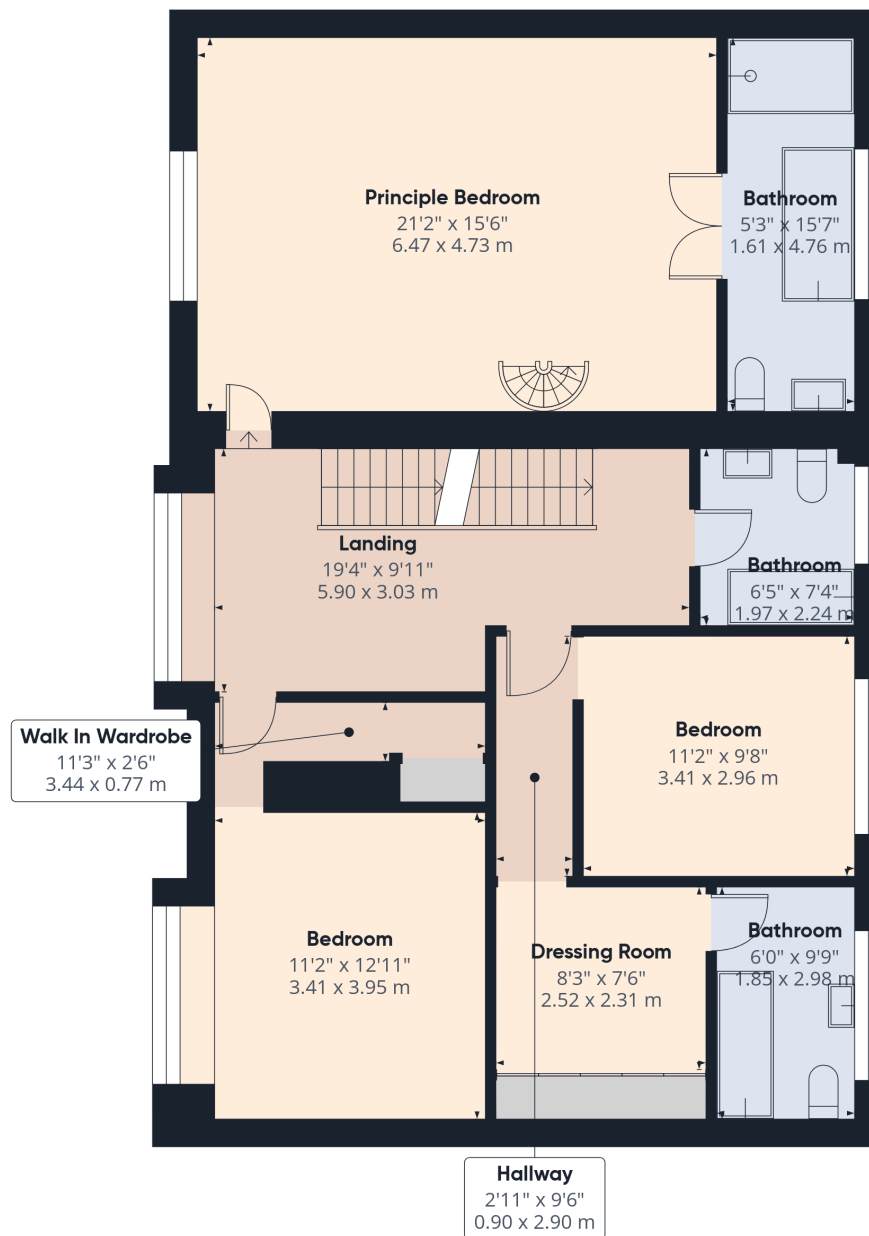 Principle Bedroom
21'2" x 15'6"
6.47 x 4.73 m
Bathroom
5'3" x 15'7"
1.61 x 4.76 m
Landing
19'4" x 9'11"
5.90 x 3.03 m
Bathroom
6'5" x 7'4"
1.97 x 2.24 m
Walk In Wardrobe
11'3" x 2'6"
3.44 x 0.77 m
Bedroom
11'2" x 9'8"
3.41 x 2.96 m
Bedroom
11'2" x 12'11"
3.41 x 3.95 m
Dressing Room
8'3" x 7'6"
2.52 x 2.31 m
Bathroom
6'0" x 9'9"
1.85 x 2.98 m
Hallway
2'11" x 9'6"
0.90 x 2.90 m